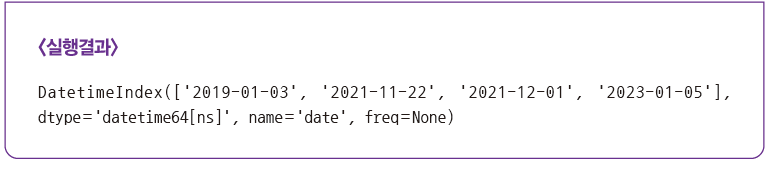 〈실행결과〉
DatetimeIndex(['2019-01-03', '2021-11-22', '2021-12-01', '2023-01-05'],
dtype='datetime64[ns]', name='date', freq=None)